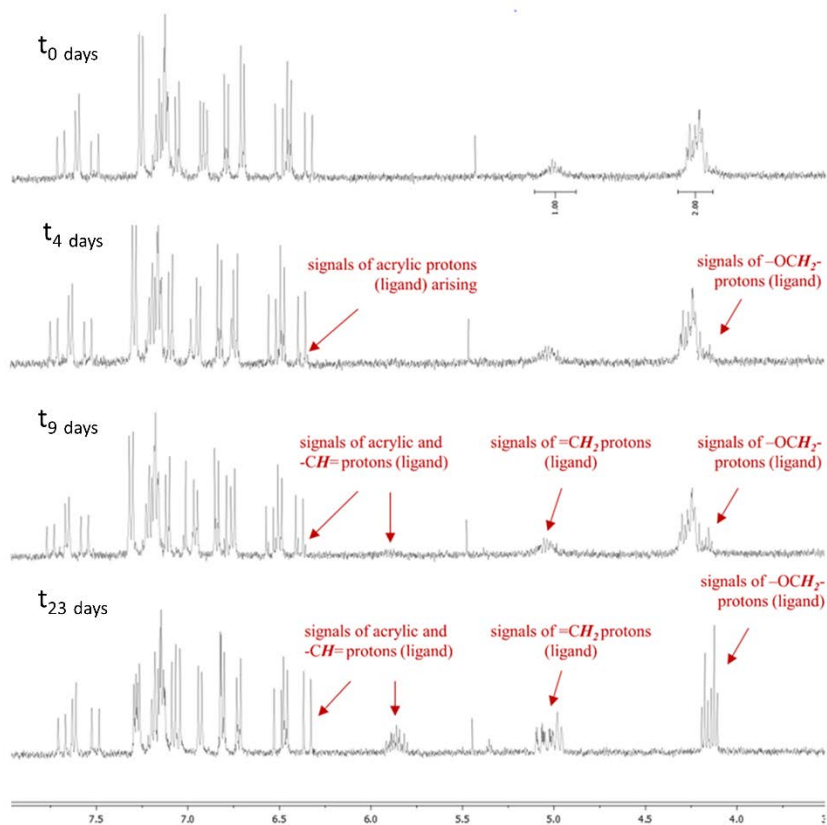 t0 days
1.00
2.00
t4 days
signals of acrylic protons
(ligand) arising
signals of –OCH2-
protons (ligand)
t9 days
signals of acrylic and
-CH= protons (ligand)
signals of =CH2 protons
(ligand)
signals of –OCH2-
protons (ligand)
t23 days
signals of –OCH2-
protons (ligand)
signals of acrylic and
-CH= protons (ligand)
signals of =CH2 protons
(ligand)
7.5 7.0 6.5 6.0 5.5 5.0 4.5 4.0